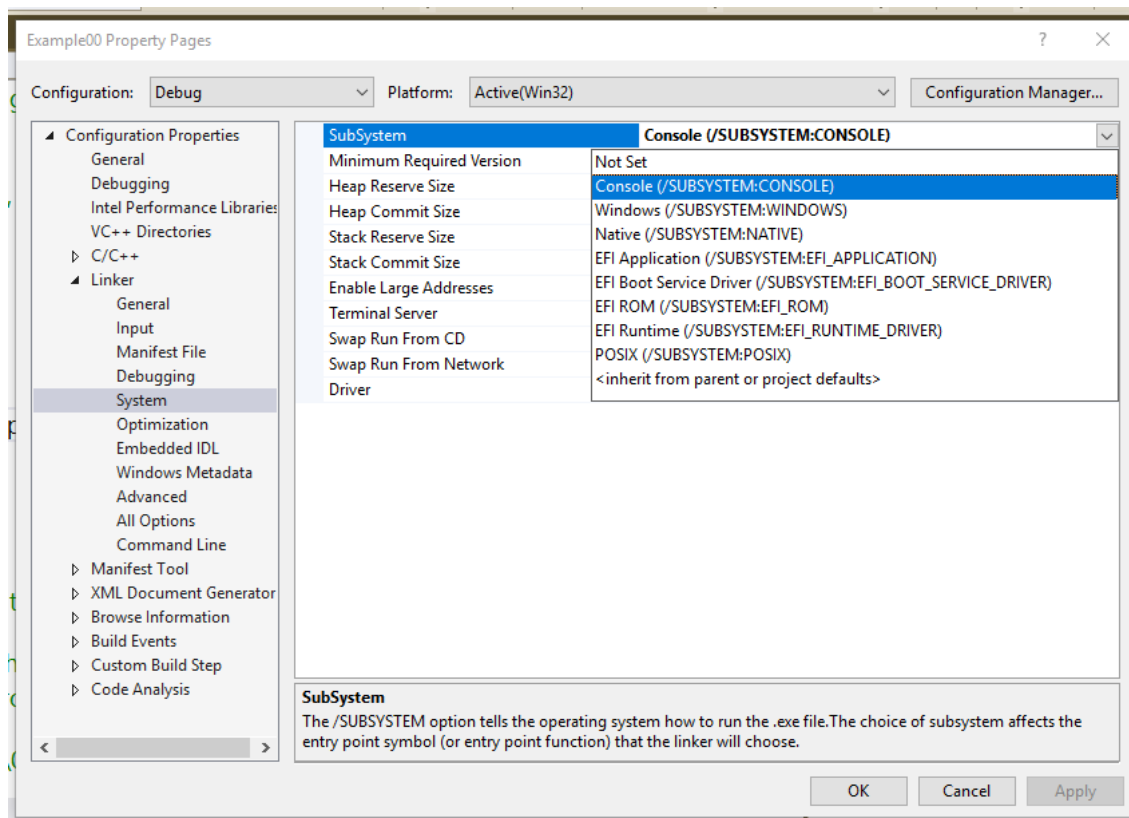 Example00 Property Pages
?
Configuration: Debug Platform: Active(Win32) Configuration Manager...
Configuration Properties
General
Debugging
Intel Performance Libraries
VC++ Directories
C/C++
Linker
General
Input
Manifest File
Debugging
System
Optimization
Embedded IDL
Windows Metadata
Advanced
All Options
Command Line
Manifest Tool
XML Document Generator
Browse Information
Build Events
Custom Build Step
Code Analysis
SubSystem Console (/SUBSYSTEM:CONSOLE)
Minimum Required Version
Heap Reserve Size
Heap Commit Size
Stack Reserve Size
Stack Commit Size
Enable Large Addresses
Terminal Server
Swap Run From CD
Swap Run From Network
Driver
Not Set
Console (/SUBSYSTEM:CONSOLE)
Windows (/SUBSYSTEM:WINDOWS)
Native (/SUBSYSTEM:NATIVE)
EFI Application (/SUBSYSTEM:EFI_APPLICATION)
EFI Boot Service Driver (/SUBSYSTEM:EFI_BOOT_SERVICE_DRIVER)
EFI ROM (/SUBSYSTEM:EFI_ROM)
EFI Runtime (/SUBSYSTEM:EFI_RUNTIME_DRIVER)
POSIX (/SUBSYSTEM:POSIX)
<inherit from parent or project defaults>
SubSystem
The /SUBSYSTEM option tells the operating system how to run the .exe file.The choice of subsystem affects the
entry point symbol (or entry point function) that the linker will choose.
OK Cancel Apply